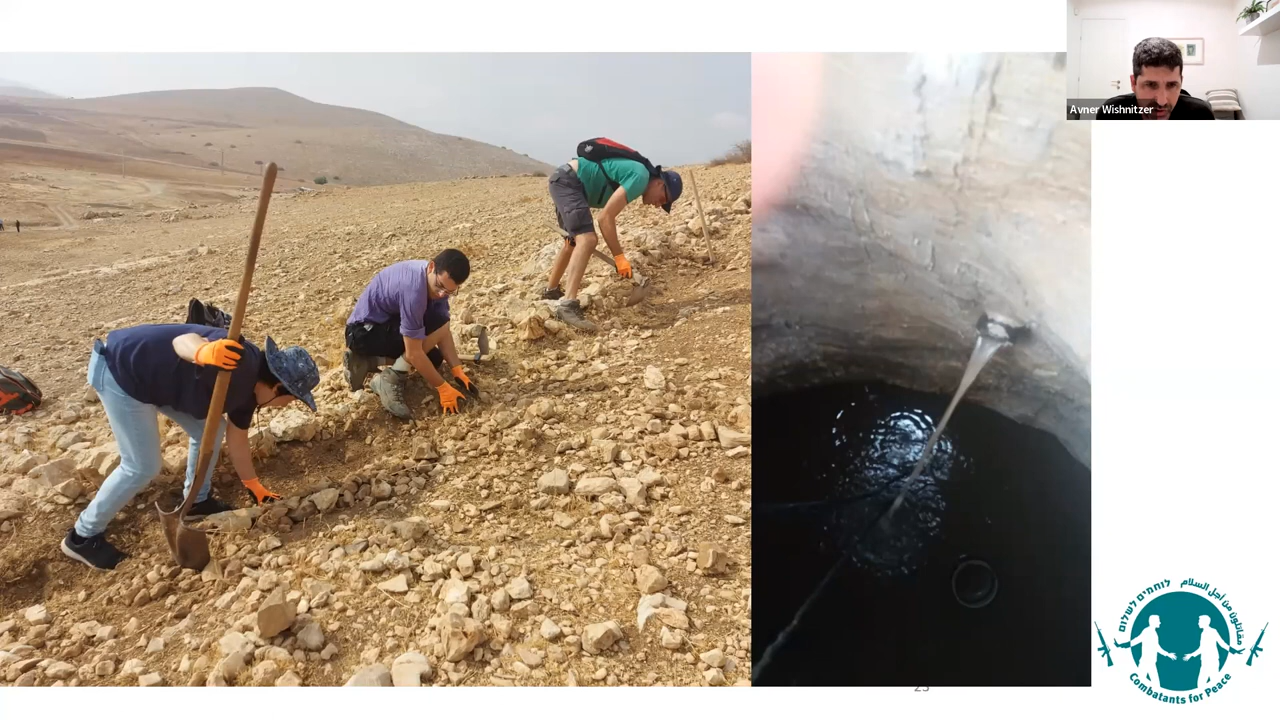 Avner Wishnitzer
לוחמים לשלום
مقاتلون من أجل السلام
Combatants for Peace